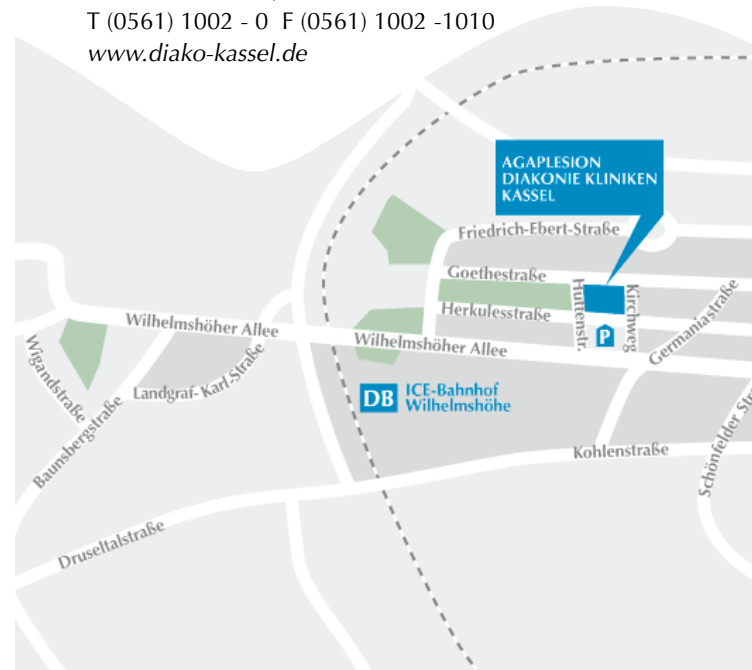 T (0561) 1002 - 0 F (0561) 1002 -1010
www.diako-kassel.de
AGAPLESION
DIAKONIE KLINIKEN
KASSEL
Friedrich-Ebert-Straße
Goethestraße
Huttenstr.
Kirchweg
Herkulesstraße
Germaniastraße
P
Wilhelmshöher Allee
Wilhelmshöher Allee
Wigandstraße
Landgraf- Karl-Straße
DB
ICE-Bahnhof
Wilhelmshöhe
Baunsbergstraße
Kohlenstraße
Schönfelder
Druseltalstraße